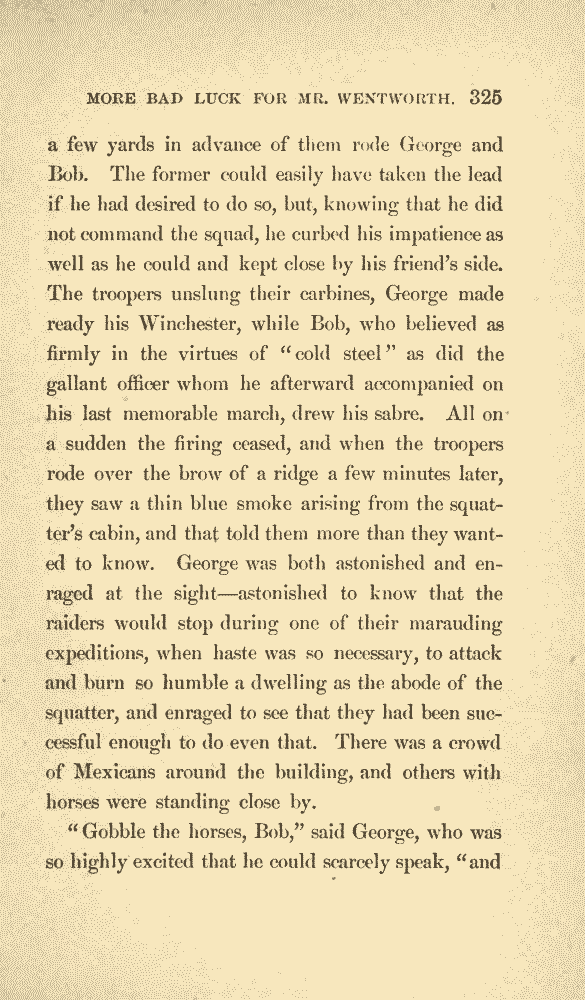 MORE BAD LUCK FOR MR. WENTWORTH. 325
a few yards in advance of them rode George and
Bob. The former could easily have taken the lead
if he had desired to do so, but, knowing that he did
not command the squad, he curbed his impatience as
well as he could and kept close by his friend's side.
The troopers unslung their carbines, George made
ready his Winchester, while Bob, who believed as
firmly in the virtues of “cold steel” as did the
gallant officer whom he afterward accompanied on
his last memorable march, drew his sabre. All on
a sudden the firing ceased, and when the troopers
rode over the brow of a ridge a few minutes later,
they saw a thin blue smoke arising from the squat-
ter's cabin, and that told them more than they want-
ed to know. George was both astonished and en-
raged at the sight—astonished to know that the
raiders would stop during one of their marauding
expeditions, when haste was so necessary, to attack
and burn so humble a dwelling as the abode of the
squatter, and enraged to see that they had been suc-
cessful enough to do even that. There was a crowd
of Mexicans around the building, and others with
horses were standing close by.
“Gobble the horses, Bob,” said George, who was
so highly excited that he could scarcely speak, “and